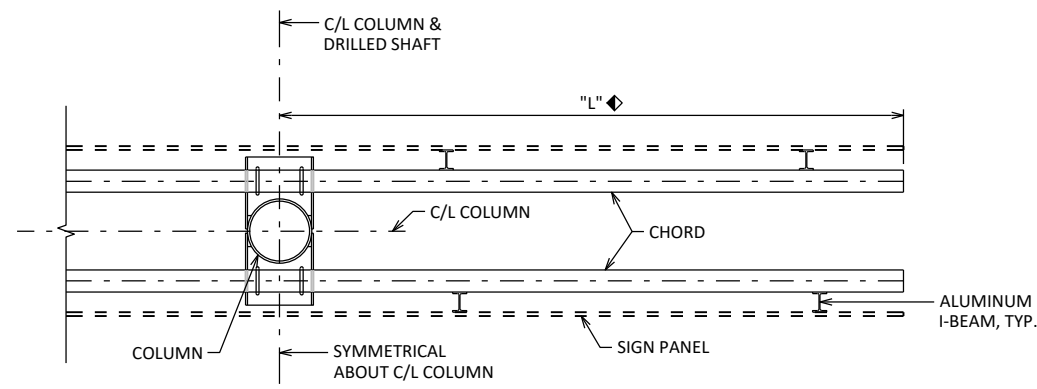 C/L COLUMN &
DRILLED SHAFT
"L"
C/L COLUMN
CHORD
ALUMINUM
I-BEAM, TYP.
SIGN PANEL
COLUMN
SYMMETRICAL
ABOUT C/L COLUMN